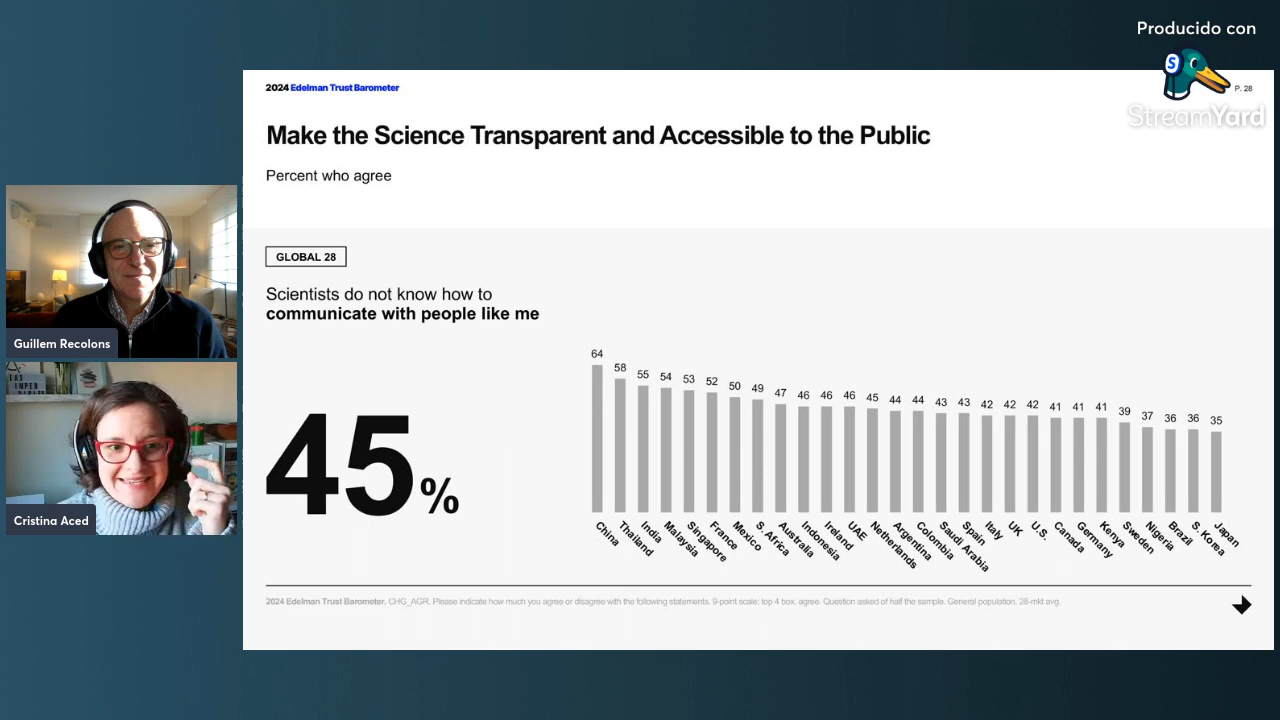 Producido con
StreamYard
2024 Edelman Trust Barometer
P. 28
Make the Science Transparent and Accessible to the Public
Percent who agree
GLOBAL 28
Scientists do not know how to
communicate with people like me
45%
64 58 55 54 53 52 50 49 47 46 46 46 45 44 44 43 43 42 42 42 41 41 41 39 37 36 36 35
China Thailand India Malaysia Singapore France Mexico S. Africa Australia Indonesia Ireland UAE Netherlands Argentina Colombia Saudi Arabia Spain Italy UK U.S. Canada Germany Kenya Sweden Nigeria Brazil S. Korea Japan
2024 Edelman Trust Barometer. CHG_AGR. Please indicate how much you agree or disagree with the following statements. 9-point scale; top 4 box, agree. Question asked of half the sample. General population, 28-mkt avg.
Guillem Recolons
Cristina Aced